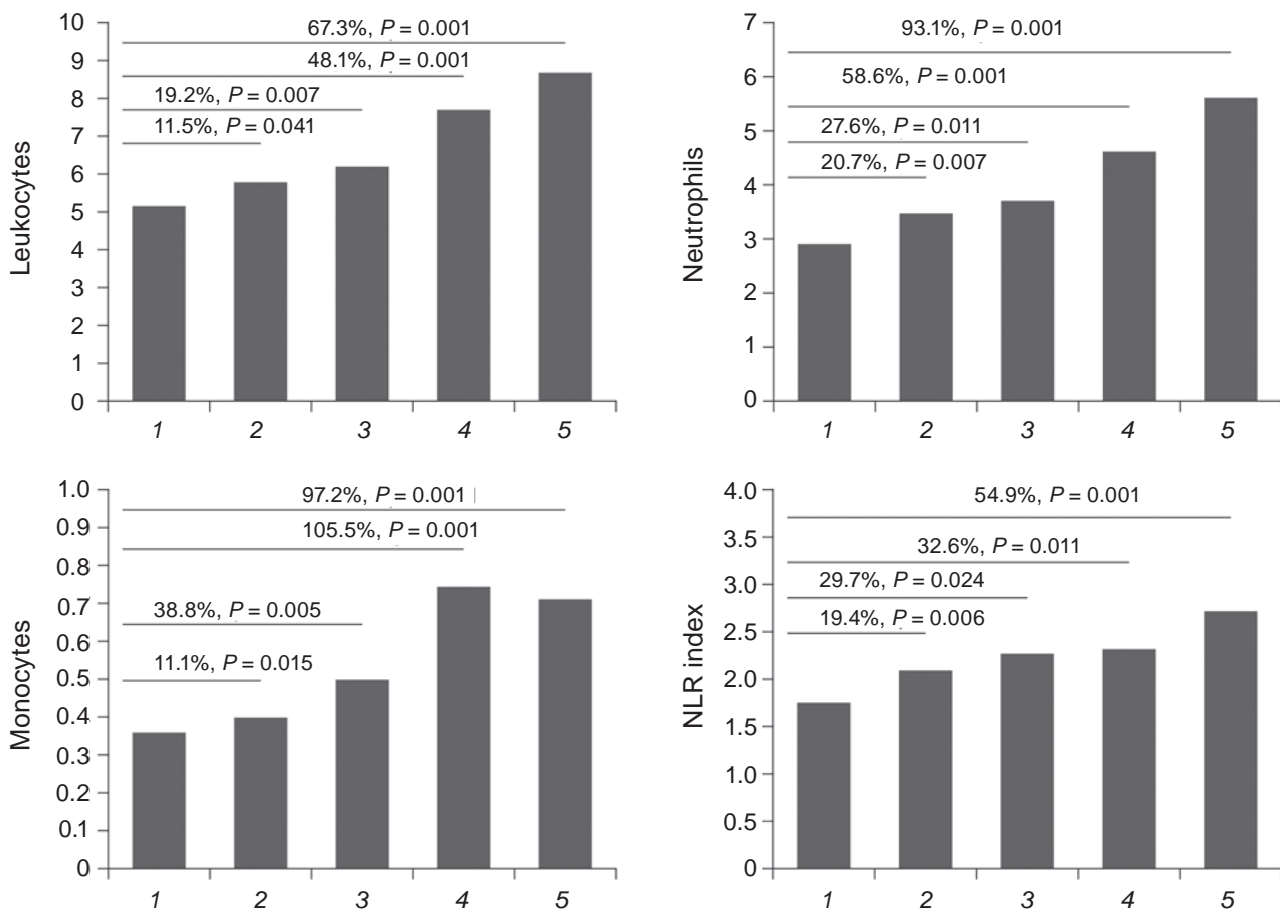 Leukocytes
10
9
8
7
6
5
4
3
2
1
0
67.3%, P = 0.001
48.1%, P = 0.001
19.2%, P = 0.007
11.5%, P = 0.041
1 2 3 4 5
Neutrophils
7
6
5
4
3
2
1
0
93.1%, P = 0.001
58.6%, P = 0.001
27.6%, P = 0.011
20.7%, P = 0.007
1 2 3 4 5
Monocytes
1.0
0.9
0.8
0.7
0.6
0.5
0.4
0.3
0.2
0.1
0
97.2%, P = 0.001
105.5%, P = 0.001
38.8%, P = 0.005
11.1%, P = 0.015
1 2 3 4 5
NLR index
4.0
3.5
3.0
2.5
2.0
1.5
1.0
0.5
0
54.9%, P = 0.001
32.6%, P = 0.011
29.7%, P = 0.024
19.4%, P = 0.006
1 2 3 4 5